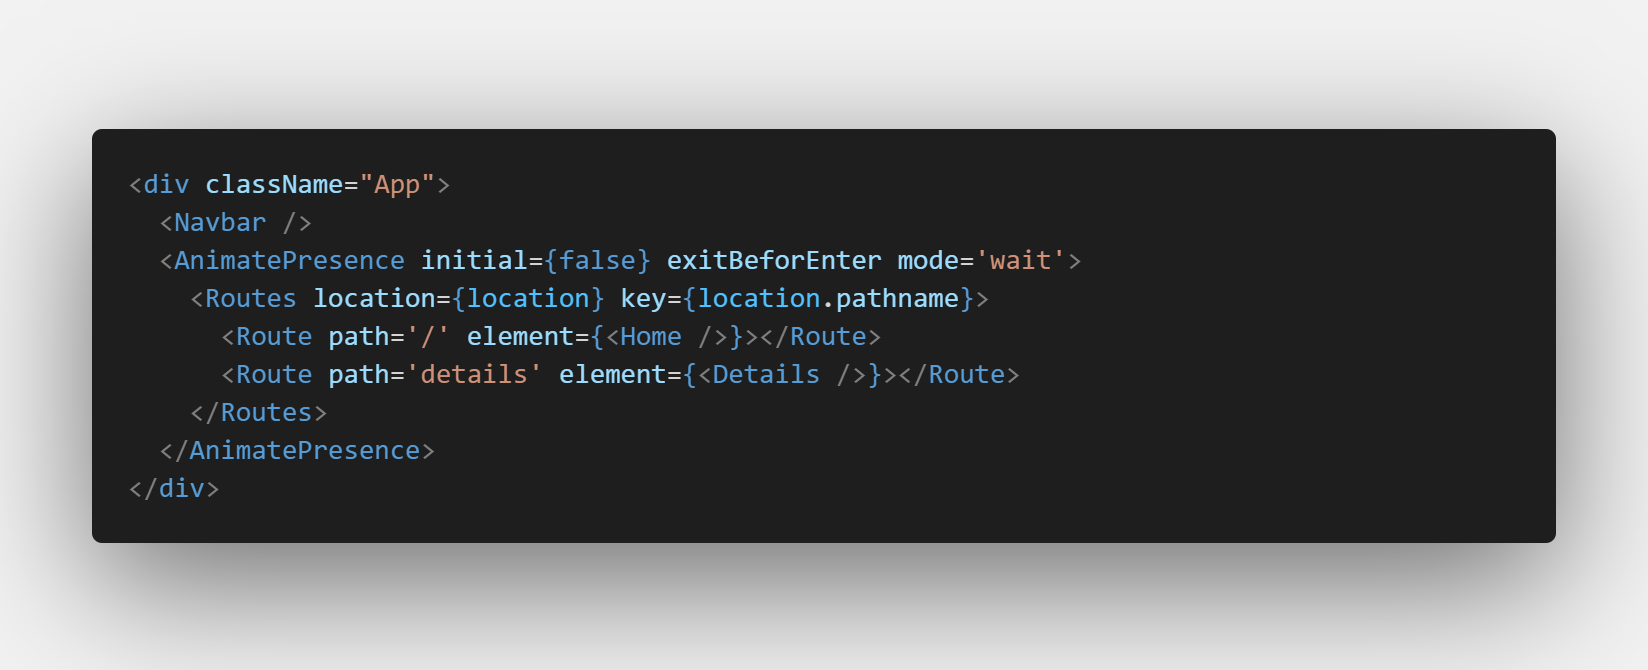 <div className="App">
  <Navbar />
  <AnimatePresence initial={false} exitBeforEnter mode='wait'>
    <Routes location={location} key={location.pathname}>
      <Route path='/' element={<Home />}></Route>
      <Route path='details' element={<Details />}></Route>
    </Routes>
  </AnimatePresence>
</div>